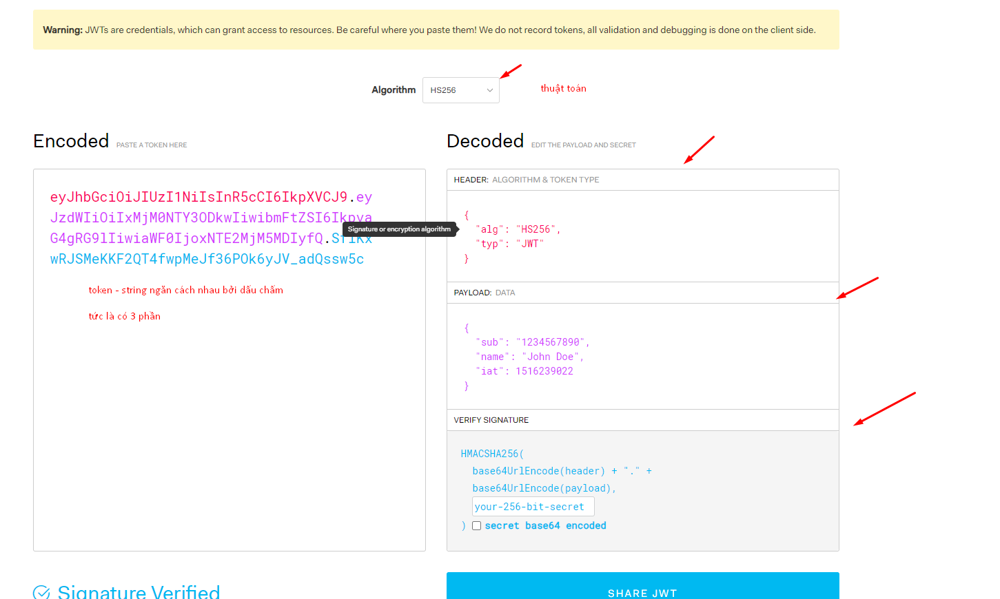 Warning: JWTs are credentials, which can grant access to resources. Be careful where you paste them! We do not record tokens, all validation and debugging is done on the client side.
Algorithm HS256 thuật toán
Encoded PASTE A TOKEN HERE
eyJhbGciOiJIUzI1NiIsInR5cCI6IkpXVCJ9.ey
JzdWIiOiIxMjM0NTY3ODkwIiwibmFtZSI6Ikpva
G4gRG9lIiwiaWF0IjoxNTE2MjM5MDIyfQ.SflKx
wRJSMeKKF2QT4fwpMeJf36POk6yJV_adQssw5c
token - string ngăn cách nhau bởi dấu chấm
tức là có 3 phần
Signature or encryption algorithm
Decoded EDIT THE PAYLOAD AND SECRET
HEADER: ALGORITHM & TOKEN TYPE
{
"alg": "HS256",
"typ": "JWT"
}
PAYLOAD: DATA
{
"sub": "1234567890",
"name": "John Doe",
"iat": 1516239022
}
VERIFY SIGNATURE
HMACSHA256(
base64UrlEncode(header) + "." +
base64UrlEncode(payload),
your-256-bit-secret
) secret base64 encoded
Signature Verified
SHARE JWT